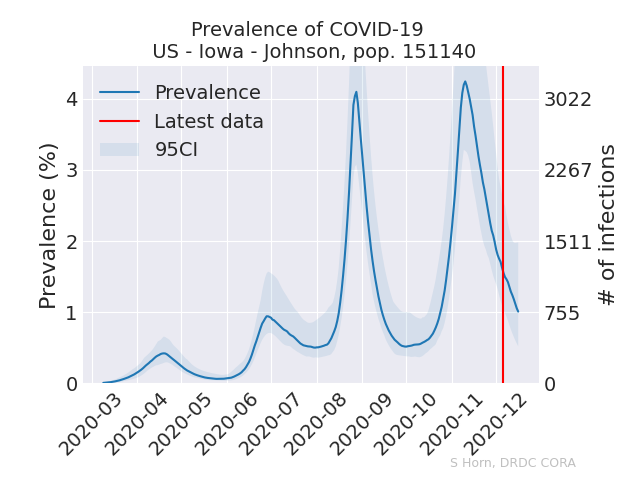 Prevalence of COVID-19
US - Iowa - Johnson, pop. 151140
Prevalence
Latest data
95CI
Prevalence (%)
4
3
2
1
0
3022
2267
1511
755
0
# of infections
2020-03
2020-04
2020-05
2020-06
2020-07
2020-08
2020-09
2020-10
2020-11
2020-12
S Horn, DRDC CORA